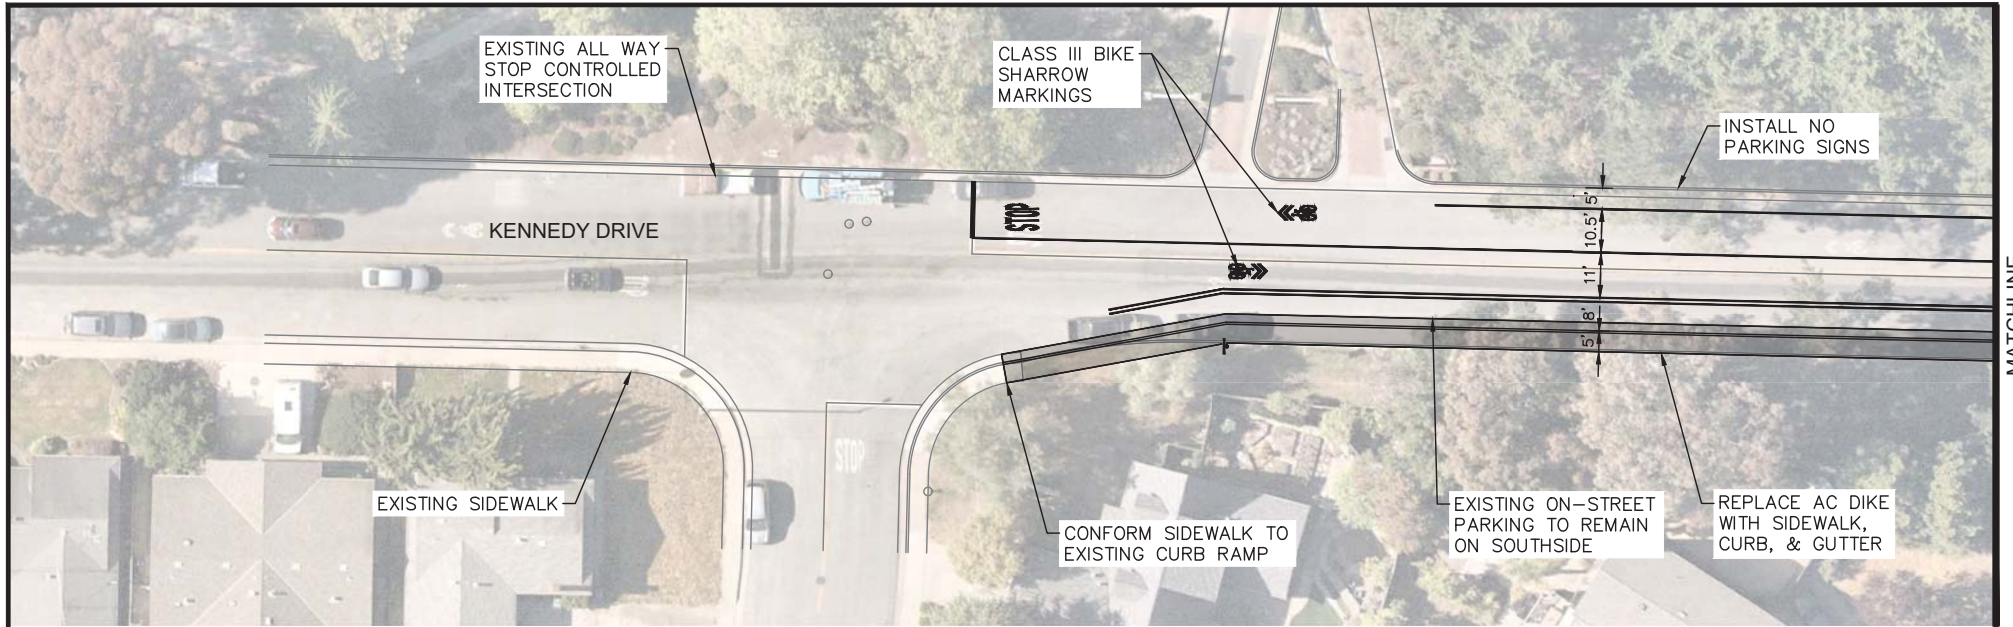 EXISTING ALL WAY
STOP CONTROLLED
INTERSECTION
CLASS III BIKE
SHARROW
MARKINGS
INSTALL NO
PARKING SIGNS
KENNEDY DRIVE
STOP
5'
10.5'
11'
8'
5'
MATCHLINE
STOP
EXISTING SIDEWALK
CONFORM SIDEWALK TO
EXISTING CURB RAMP
EXISTING ON-STREET
PARKING TO REMAIN
ON SOUTHSIDE
REPLACE AC DIKE
WITH SIDEWALK,
CURB, & GUTTER